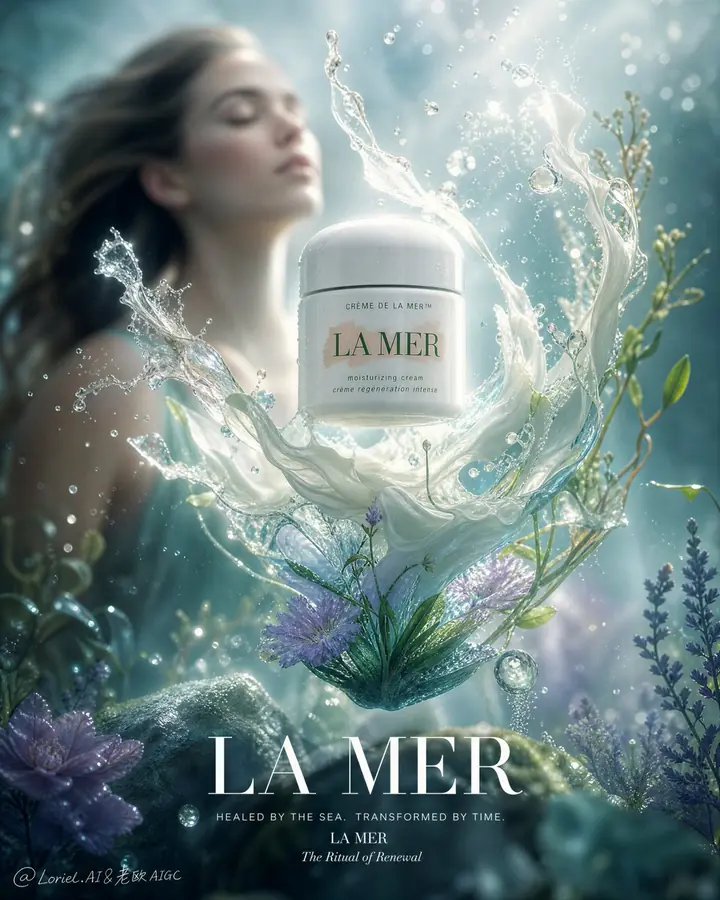 CRÈME DE LA MER™
LA MER
moisturizing cream
crème régénération intense
LA MER
HEALED BY THE SEA. TRANSFORMED BY TIME.
LA MER
The Ritual of Renewal
@Loriel.AI&老欧AIGC